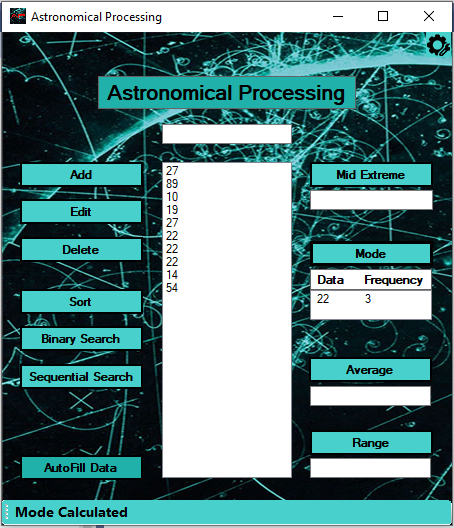 Astronomical Processing
Astronomical Processing
Add
Edit
Delete
Sort
Binary Search
Sequential Search
AutoFill Data
27
89
10
19
27
22
22
22
14
54
Mid Extreme
Mode
Data Frequency
22 3
Average
Range
Mode Calculated